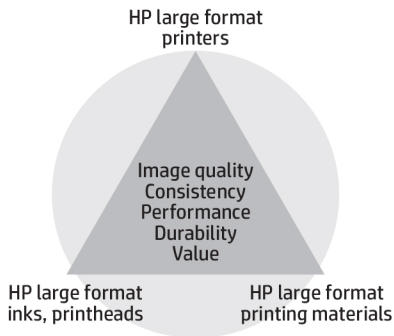 HP large format
printers
Image quality
Consistency
Performance
Durability
Value
HP large format
inks, printheads
HP large format
printing materials